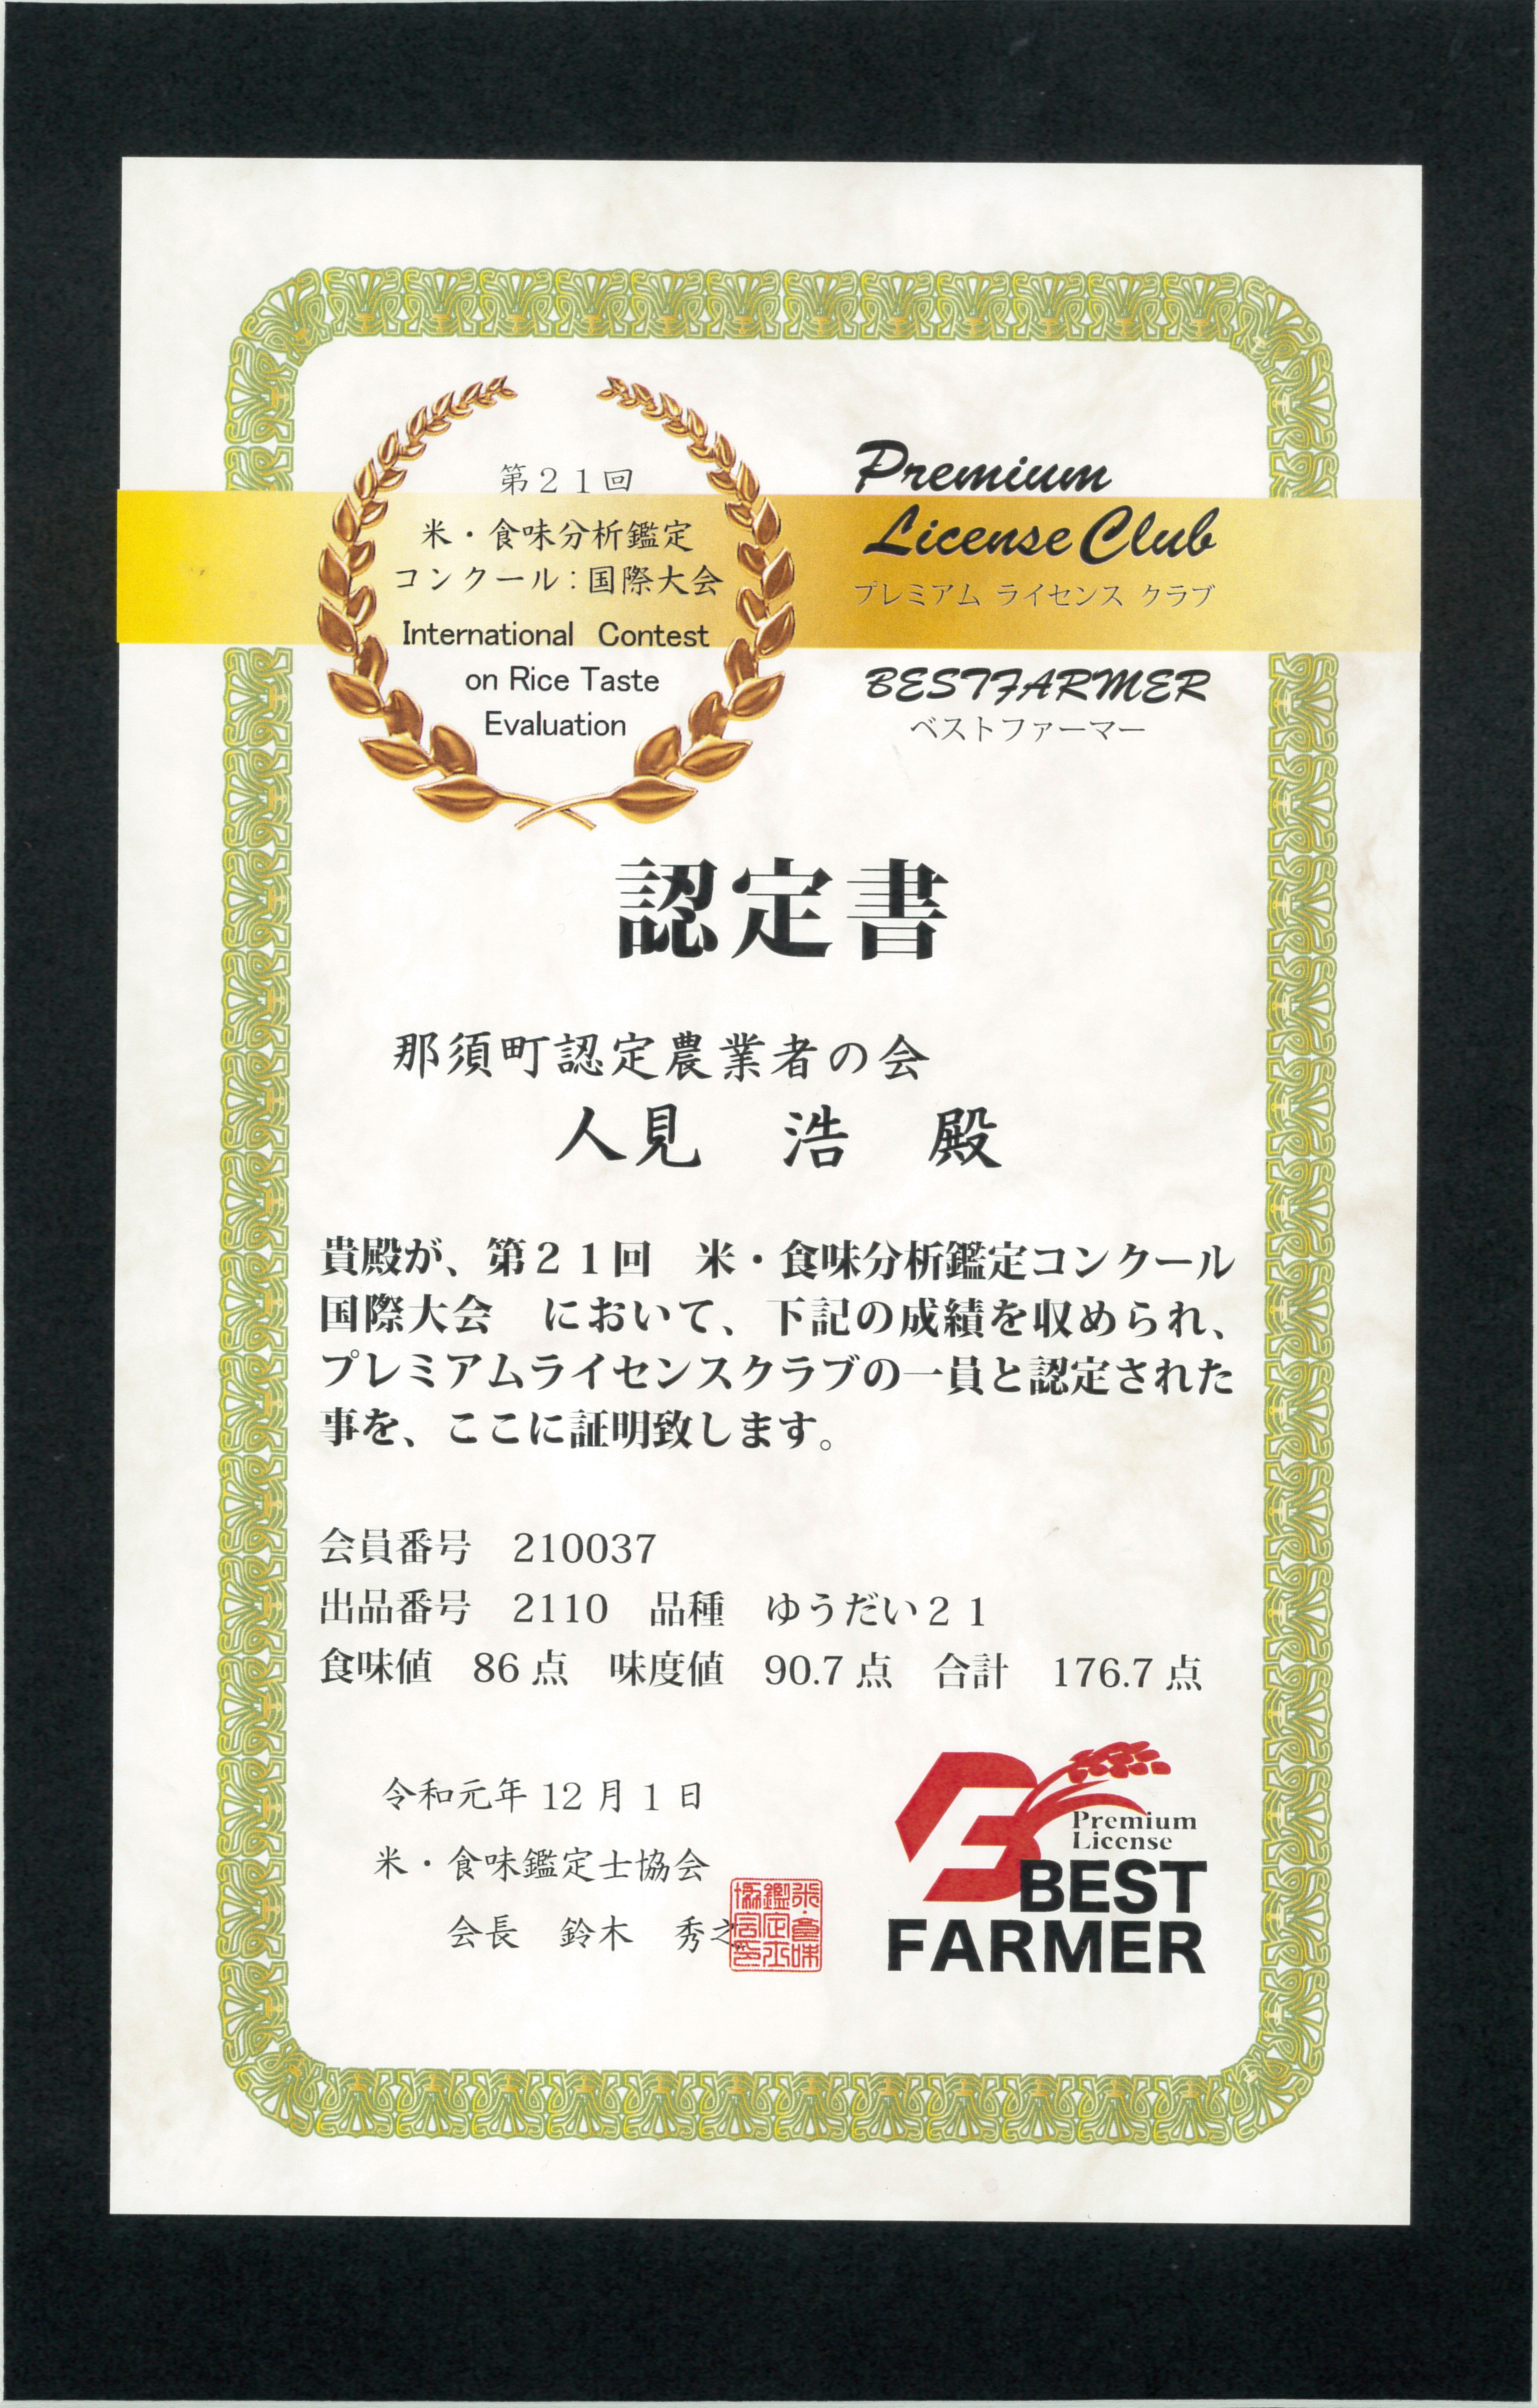 第２１回
米・食味分析鑑定
コンクール：国際大会
International Contest
on Rice Taste
Evaluation
Premium
License Club
プレミアム ライセンス クラブ
BESTFARMER
ベストファーマー
認定書
那須町認定農業者の会
人見　浩　殿
貴殿が、第２１回　米・食味分析鑑定コンクール
国際大会　において、下記の成績を収められ、
プレミアムライセンスクラブの一員と認定された
事を、ここに証明致します。
会員番号　210037
出品番号　2110　品種　ゆうだい２１
食味値　86点　味度値　90.7点　合計　176.7点
令和元年12月1日
米・食味鑑定士協会
会長　鈴木　秀之
Premium
License
BEST
FARMER